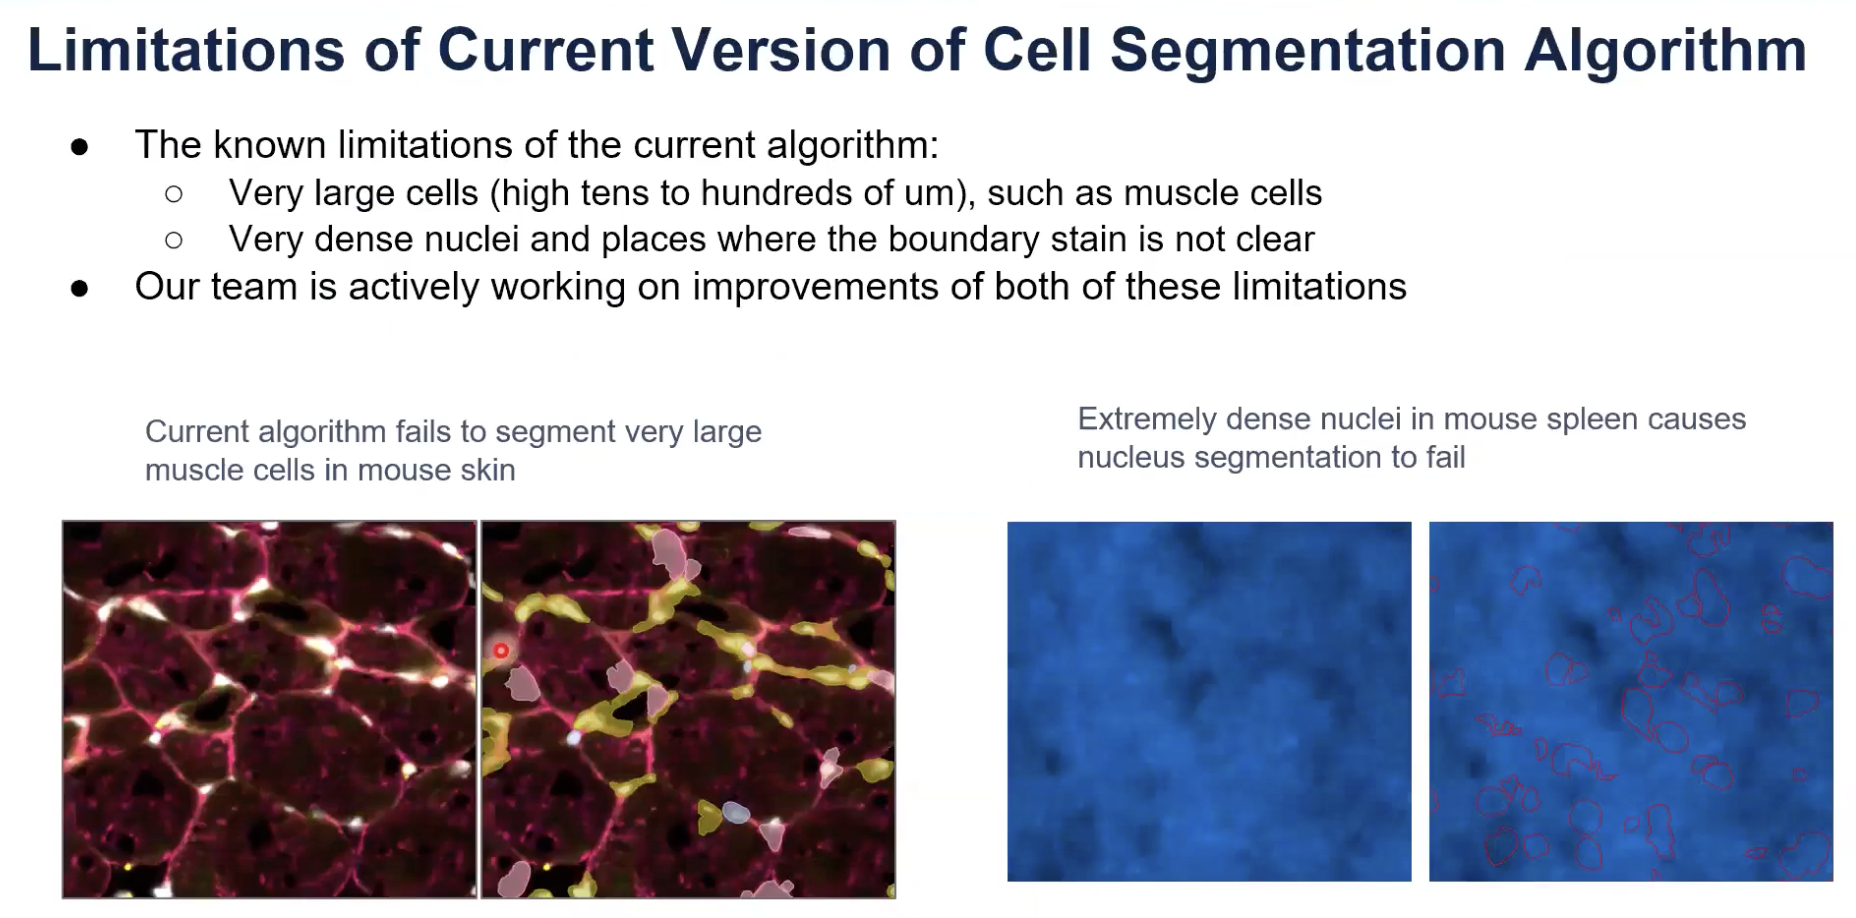 Limitations of Current Version of Cell Segmentation Algorithm
● The known limitations of the current algorithm:
○ Very large cells (high tens to hundreds of um), such as muscle cells
○ Very dense nuclei and places where the boundary stain is not clear
● Our team is actively working on improvements of both of these limitations
Current algorithm fails to segment very large
muscle cells in mouse skin
Extremely dense nuclei in mouse spleen causes
nucleus segmentation to fail